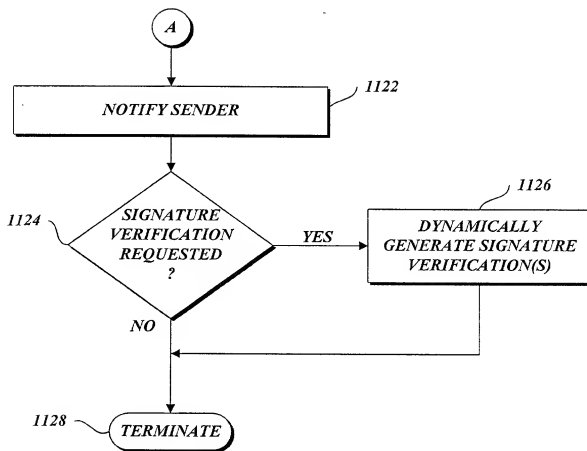 A
1122
NOTIFY SENDER
1126
1124
SIGNATURE
VERIFICATION
REQUESTED
?
YES
DYNAMICALLY
GENERATE SIGNATURE
VERIFICATION(S)
NO
1128
TERMINATE